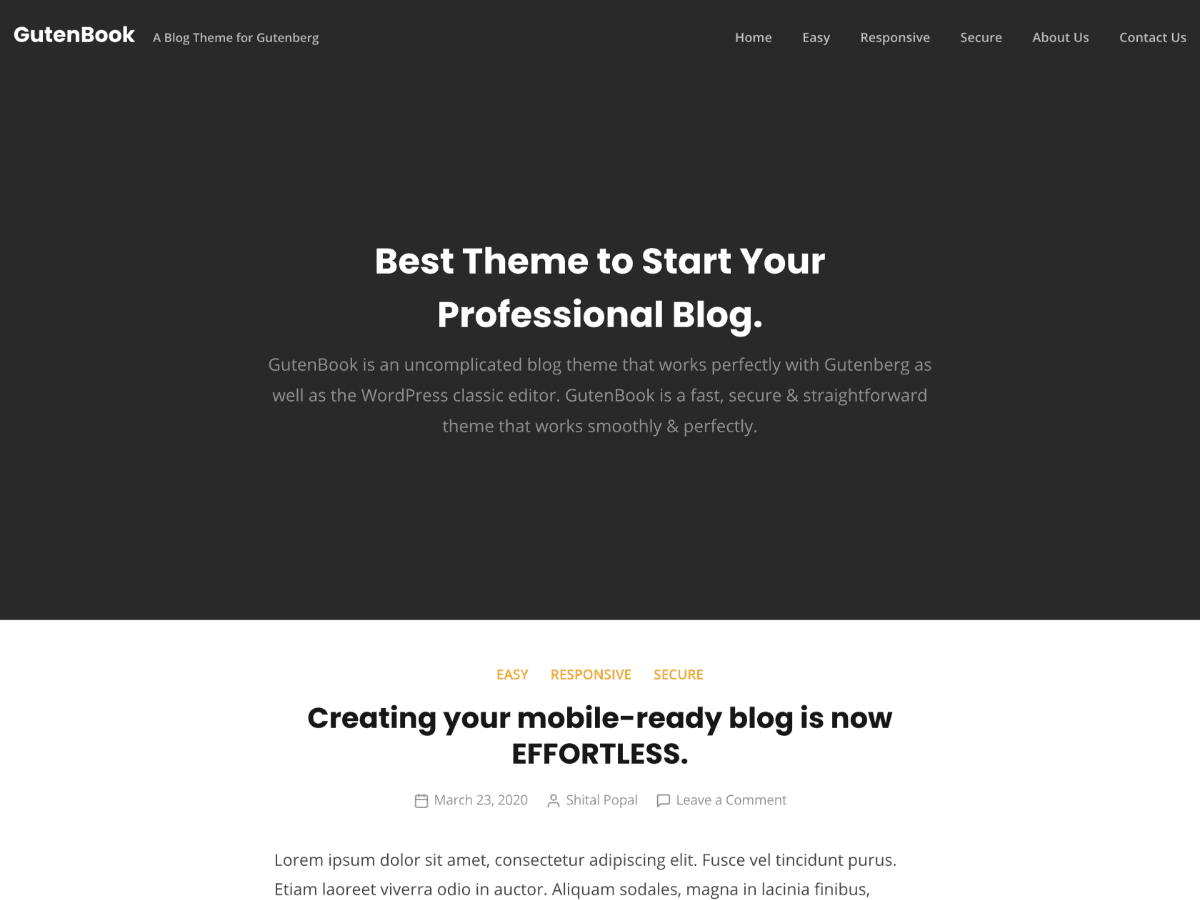 GutenBook A Blog Theme for Gutenberg Home Easy Responsive Secure About Us Contact Us
Best Theme to Start Your
Professional Blog.
GutenBook is an uncomplicated blog theme that works perfectly with Gutenberg as
well as the WordPress classic editor. GutenBook is a fast, secure & straightforward
theme that works smoothly & perfectly.
EASY RESPONSIVE SECURE
Creating your mobile-ready blog is now
EFFORTLESS.
March 23, 2020 Shital Popal Leave a Comment
Lorem ipsum dolor sit amet, consectetur adipiscing elit. Fusce vel tincidunt purus.
Etiam laoreet viverra odio in auctor. Aliquam sodales, magna in lacinia finibus,